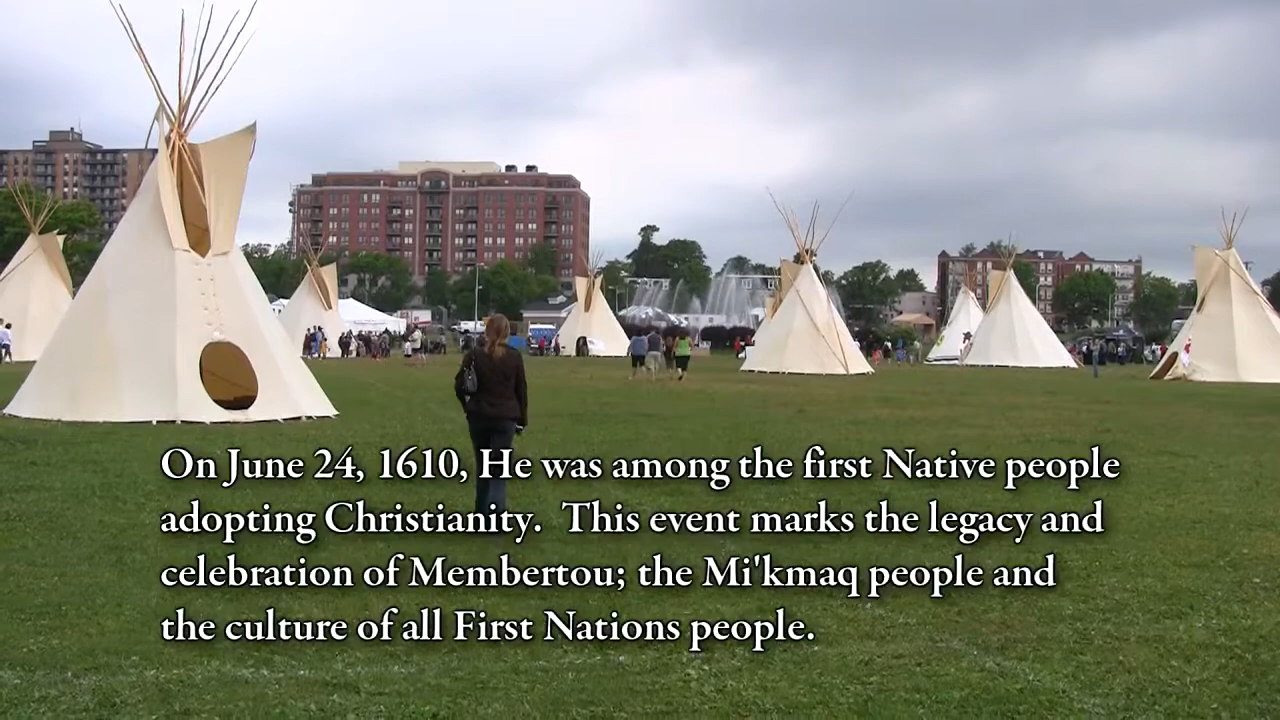 On June 24, 1610, He was among the first Native people
adopting Christianity.  This event marks the legacy and
celebration of Membertou; the Mi'kmaq people and
the culture of all First Nations people.